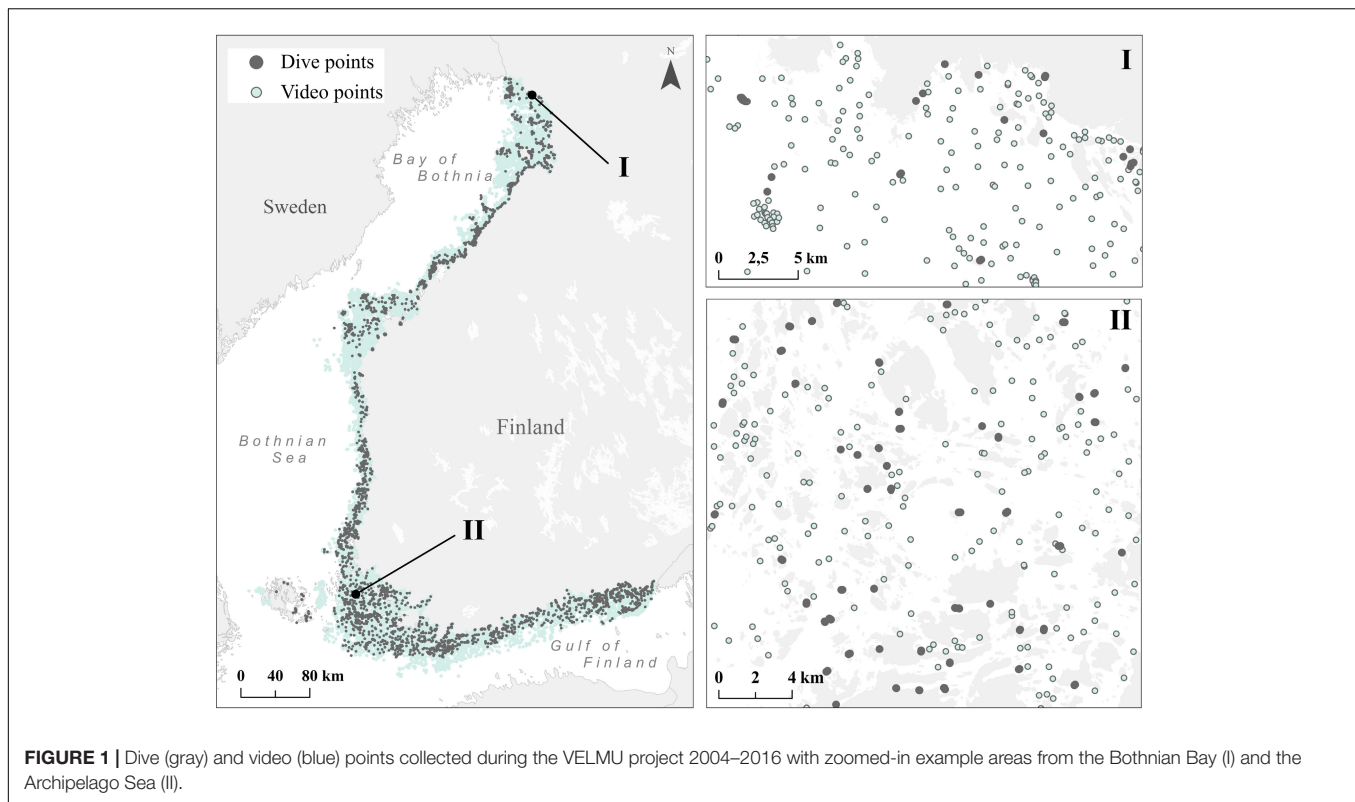 Dive points
Video points
N
I
Bay of
Bothnia
Sweden
Finland
Bothnian
Sea
II
Gulf of
Finland
0 40 80 km
I
0 2,5 5 km
II
0 2 4 km
FIGURE 1 | Dive (gray) and video (blue) points collected during the VELMU project 2004–2016 with zoomed-in example areas from the Bothnian Bay (I) and the
Archipelago Sea (II).